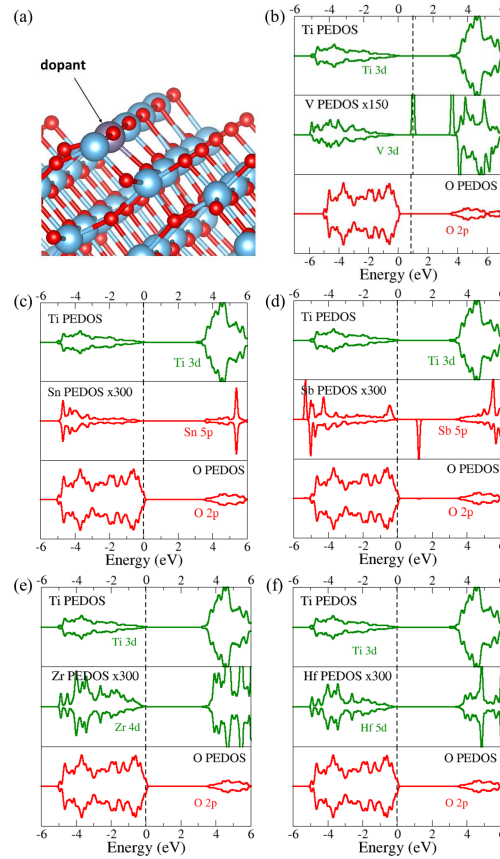 (a)
dopant
(b)
-6 -4 -2 0 2 4 6
Ti PEDOS
Ti 3d
V PEDOS x150
V 3d
O PEDOS
O 2p
-6 -4 -2 0 2 4 6
Energy (eV)
(c)
-6 -4 -2 0 2 4 6
Ti PEDOS
Ti 3d
Sn PEDOS x300
Sn 5p
O PEDOS
O 2p
-6 -4 -2 0 2 4 6
Energy (eV)
(d)
-6 -4 -2 0 2 4 6
Ti PEDOS
Ti 3d
Sb PEDOS x300
Sb 5p
O PEDOS
O 2p
-6 -4 -2 0 2 4 6
Energy (eV)
(e)
-6 -4 -2 0 2 4 6
Ti PEDOS
Ti 3d
Zr PEDOS x300
Zr 4d
O PEDOS
O 2p
-6 -4 -2 0 2 4 6
Energy (eV)
(f)
-6 -4 -2 0 2 4 6
Ti PEDOS
Ti 3d
Hf PEDOS x300
Hf 5d
O PEDOS
O 2p
-6 -4 -2 0 2 4 6
Energy (eV)